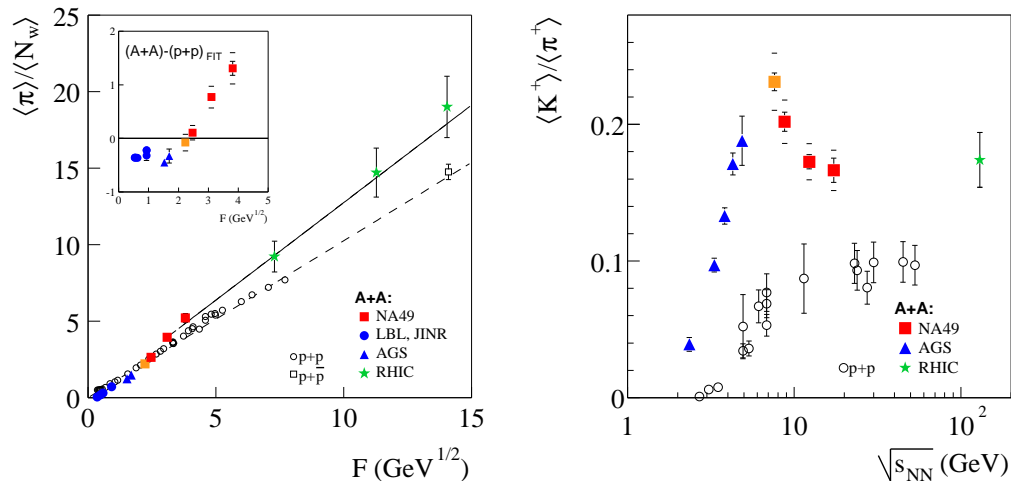 ⟨π⟩/⟨N_w⟩
25
20
15
10
5
0
0
5
10
15
F (GeV^1/2)
(A+A)-(p+p)_FIT
2
1
0
-1
0
1
2
3
4
5
F (GeV^1/2)
A+A:
NA49
LBL, JINR
AGS
RHIC
p+p
p+p̅
⟨K^+⟩/⟨π^+⟩
0.2
0.1
0
1
10
10^2
√s_NN (GeV)
A+A:
NA49
AGS
RHIC
p+p